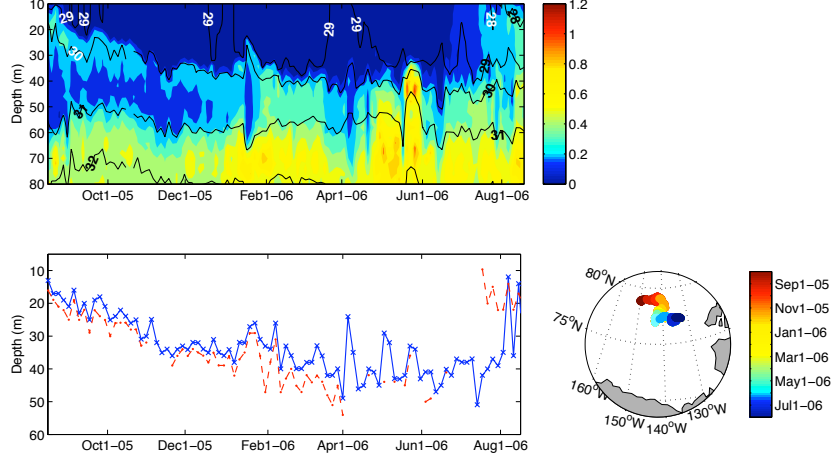 10
20
30
40
50
60
70
80
Depth (m)
29
29
29
29
29
28
28
29
30
30
31
31
32
Oct1−05
Dec1−05
Feb1−06
Apr1−06
Jun1−06
Aug1−06
1.2
1
0.8
0.6
0.4
0.2
0
10
20
30
40
50
60
Depth (m)
Oct1−05
Dec1−05
Feb1−06
Apr1−06
Jun1−06
Aug1−06
80°N
75°N
160°W
150°W
140°W
130°W
Sep1−05
Nov1−05
Jan1−06
Mar1−06
May1−06
Jul1−06